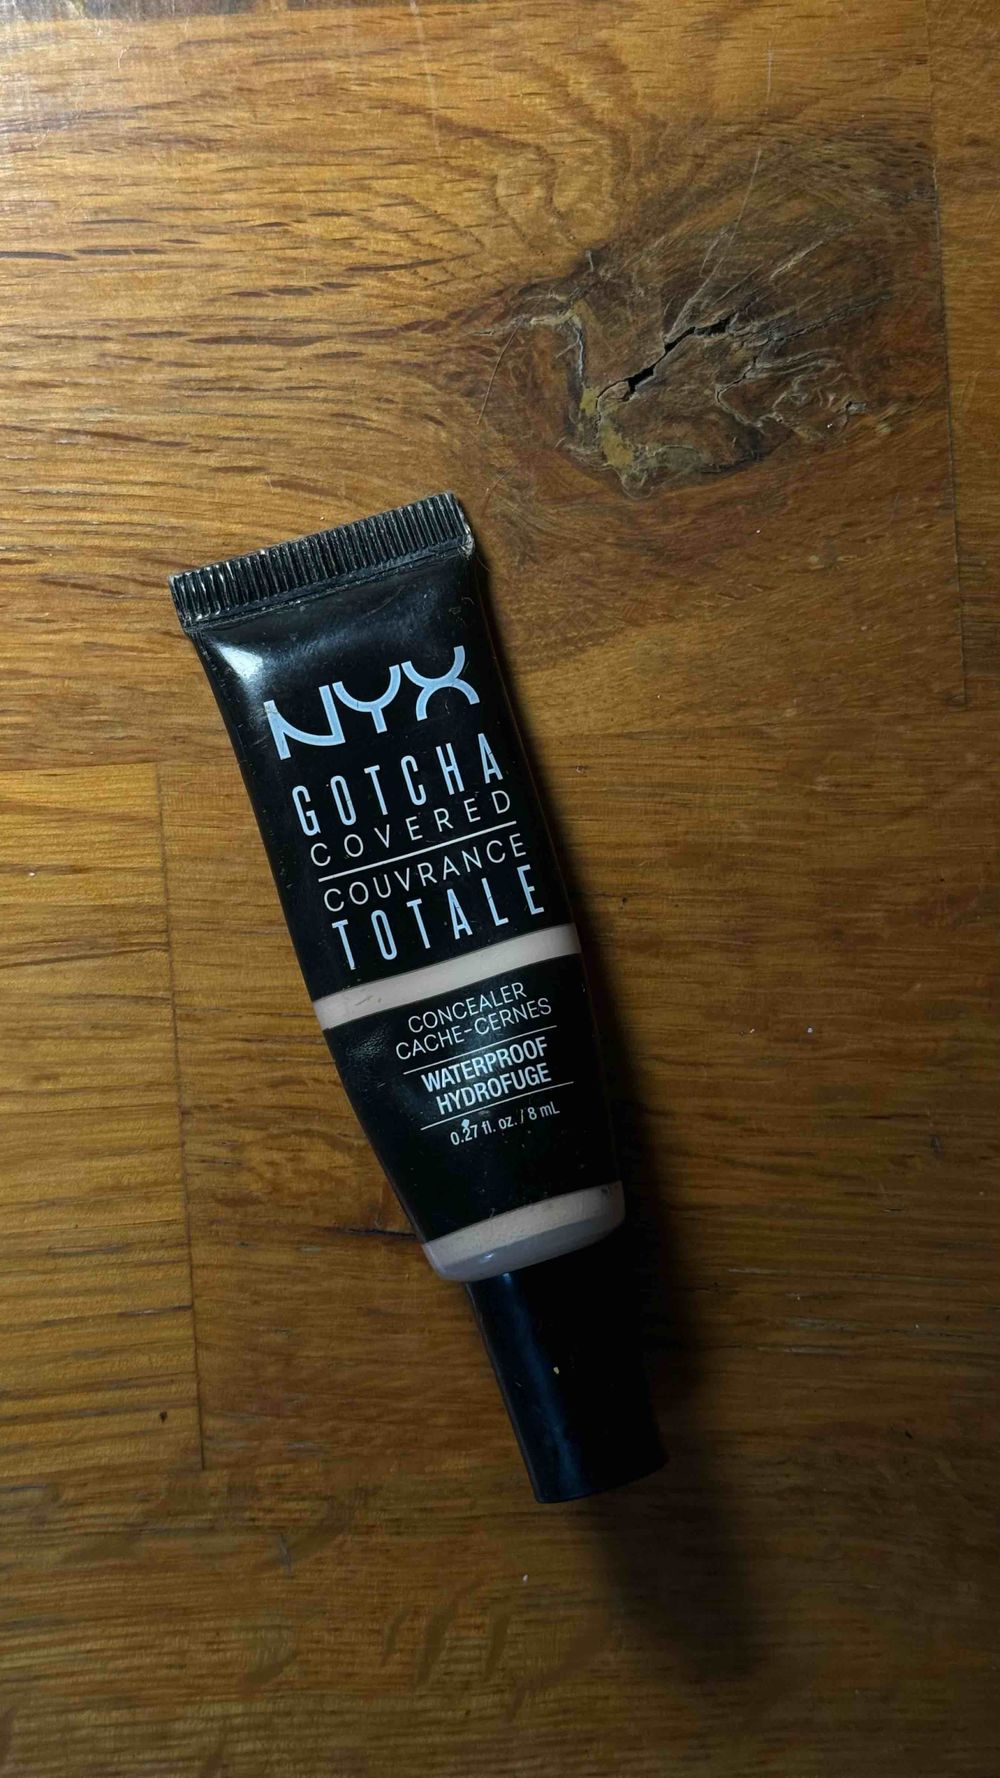 NYX
GOTCHA
COVERED
COUVRANCE
TOTALE
CONCEALER
CACHE-CERNES
WATERPROOF
HYDROFUGE
0.27 fl. oz. / 8 mL